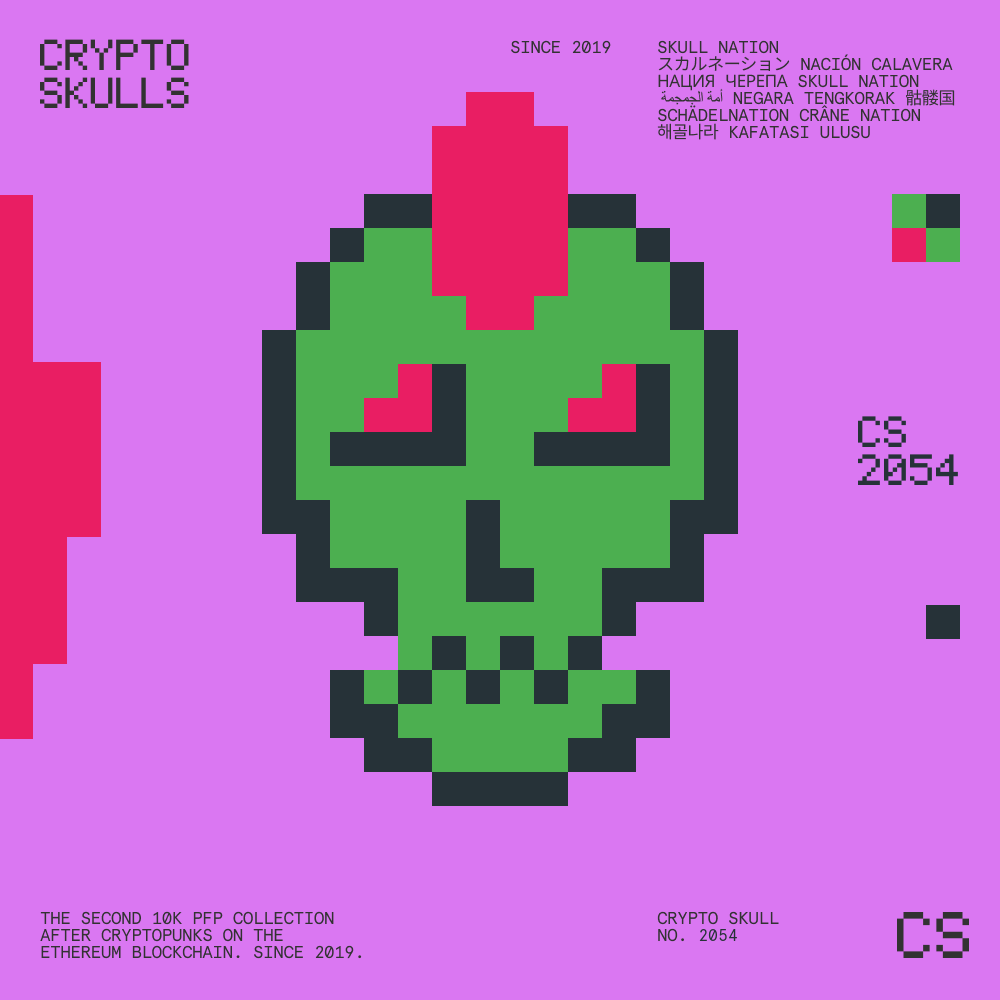 CRYPTO
SKULLS
SINCE 2019
SKULL NATION
スカルネーション NACIÓN CALAVERA
НАЦИЯ ЧЕРЕПА SKULL NATION
أمة الجمجمة NEGARA TENGKORAK 骷髅国
SCHÄDELNATION CRÂNE NATION
해골나라 KAFATASI ULUSU
CS
2054
THE SECOND 10K PFP COLLECTION
AFTER CRYPTOPUNKS ON THE
ETHEREUM BLOCKCHAIN. SINCE 2019.
CRYPTO SKULL
NO. 2054
CS